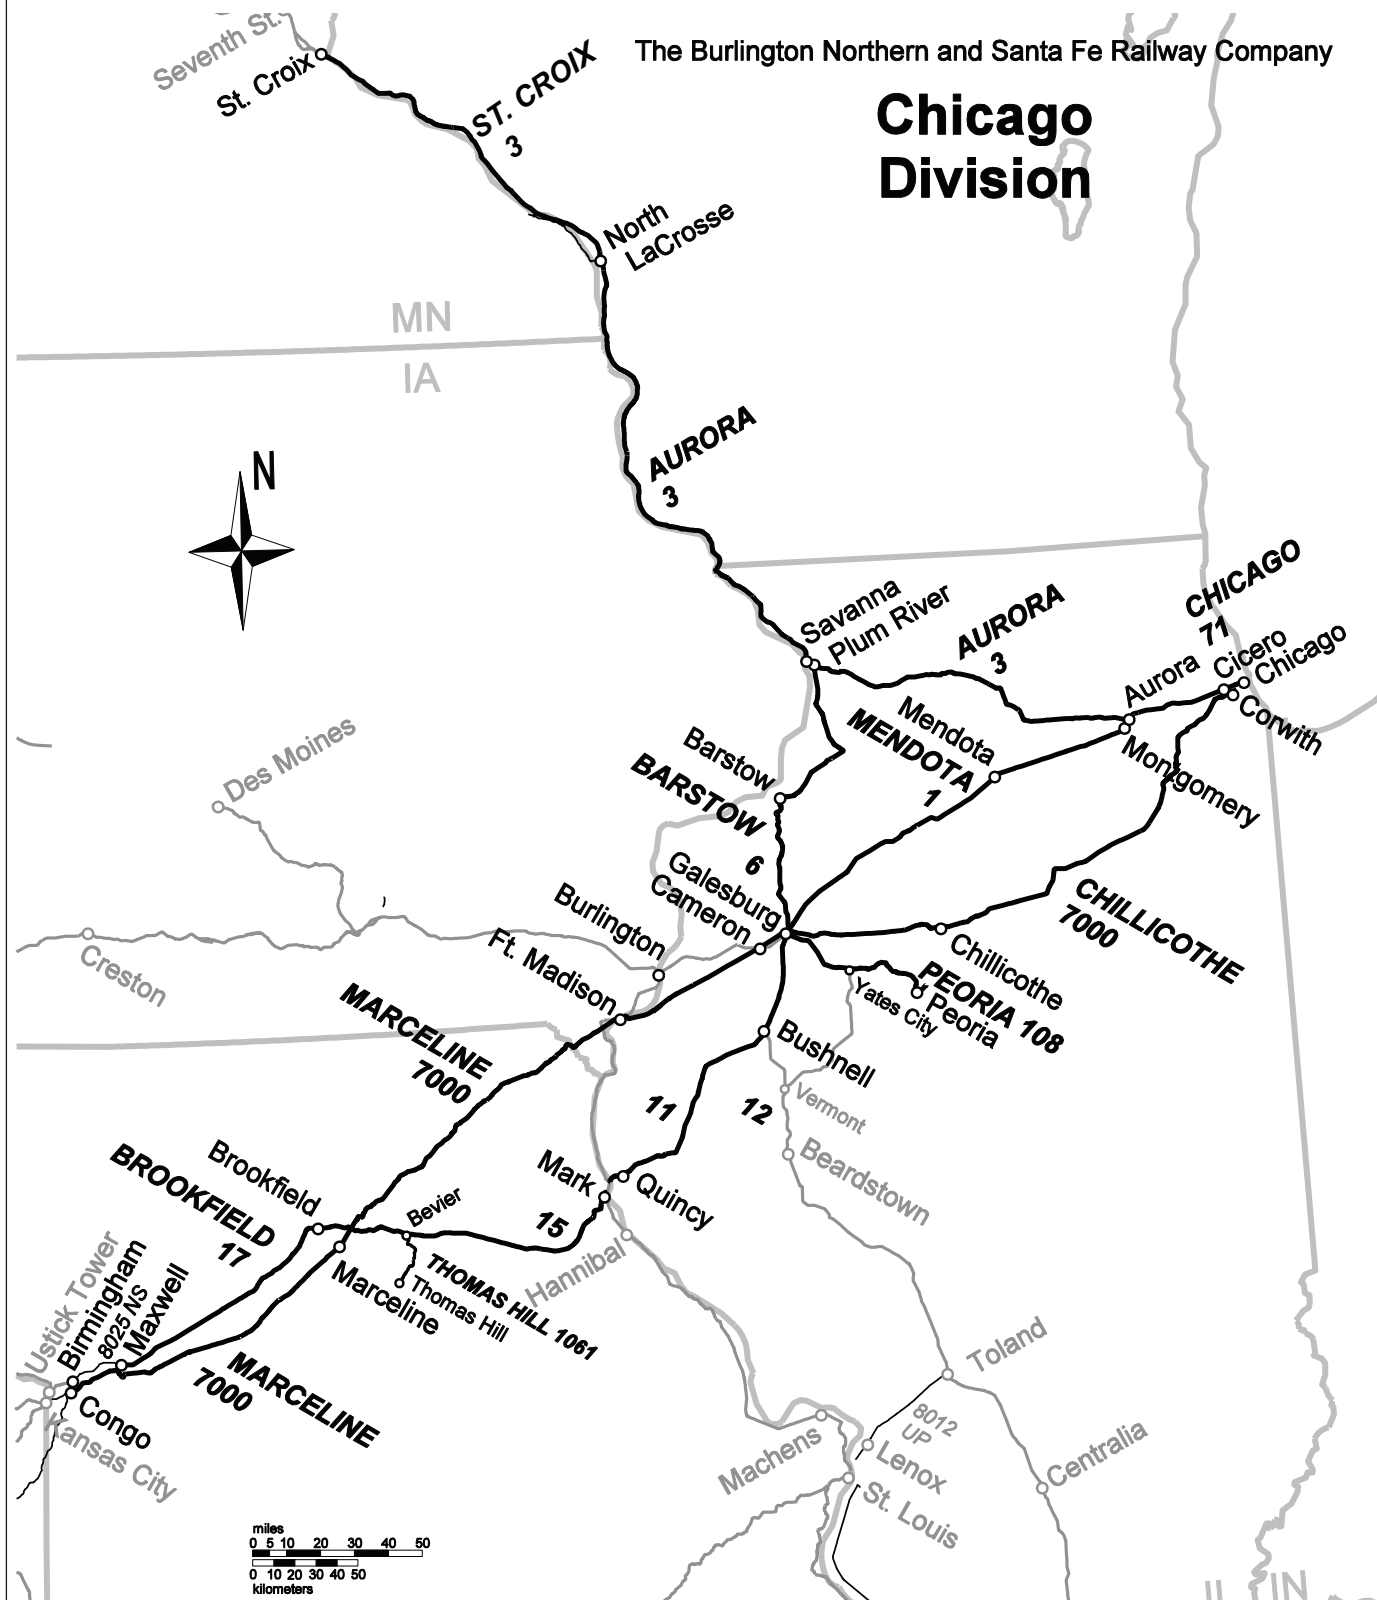 The Burlington Northern and Santa Fe Railway Company
Chicago
Division
Seventh St.
St. Croix
ST. CROIX
3
North
LaCrosse
MN
IA
N
AURORA
3
Savanna
Plum River
AURORA
3
CHICAGO
71
Cicero
Chicago
Corwith
Aurora
Montgomery
Mendota
MENDOTA
1
Barstow
BARSTOW
6
Des Moines
Creston
Galesburg
Cameron
Burlington
Ft. Madison
CHILLICOTHE
7000
Chillicothe
PEORIA 108
Peoria
Yates City
Bushnell
Vermont
Beardstown
MARCELINE
7000
11
12
Mark
Quincy
15
Hannibal
Brookfield
BROOKFIELD
17
Bevier
THOMAS HILL 1061
Thomas Hill
Marceline
MARCELINE
7000
Ustick Tower
Birmingham
8025 NS
Maxwell
Congo
Kansas City
Toland
8012
UP
Centralia
Machens
Lenox
St. Louis
IL
IN
miles
0 5 10 20 30 40 50
0 10 20 30 40 50
kilometers